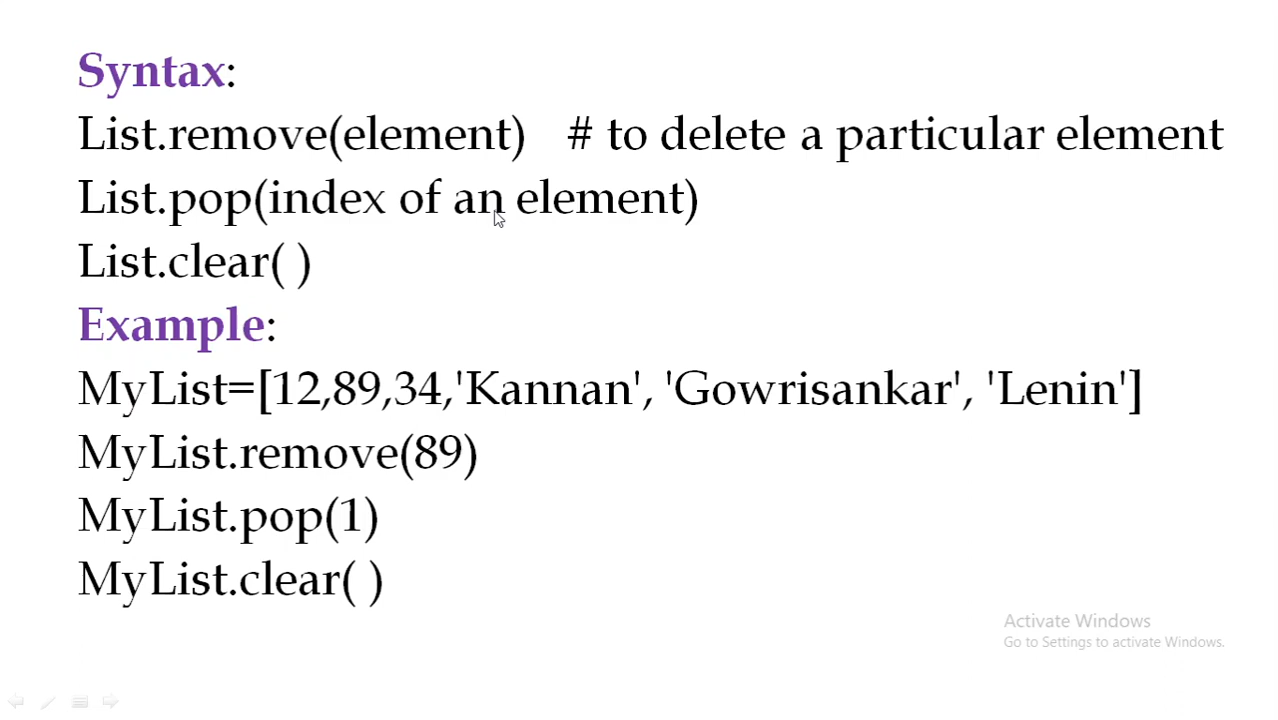 Syntax:
List.remove(element)   # to delete a particular element
List.pop(index of an element)
List.clear( )
Example:
MyList=[12,89,34,'Kannan', 'Gowrisankar', 'Lenin']
MyList.remove(89)
MyList.pop(1)
MyList.clear( )
Activate Windows
Go to Settings to activate Windows.